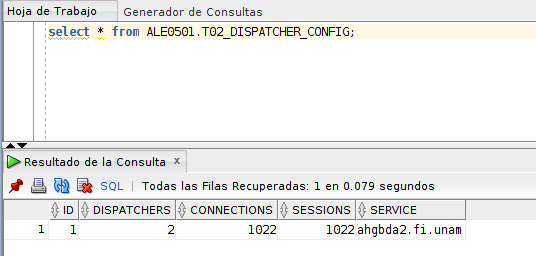 Hoja de Trabajo Generador de Consultas
select * from ALE0501.T02_DISPATCHER_CONFIG;
Resultado de la Consulta x
SQL | Todas las Filas Recuperadas: 1 en 0.079 segundos
ID DISPATCHERS CONNECTIONS SESSIONS SERVICE
1 1 2 1022 1022 ahgbda2.fi.unam